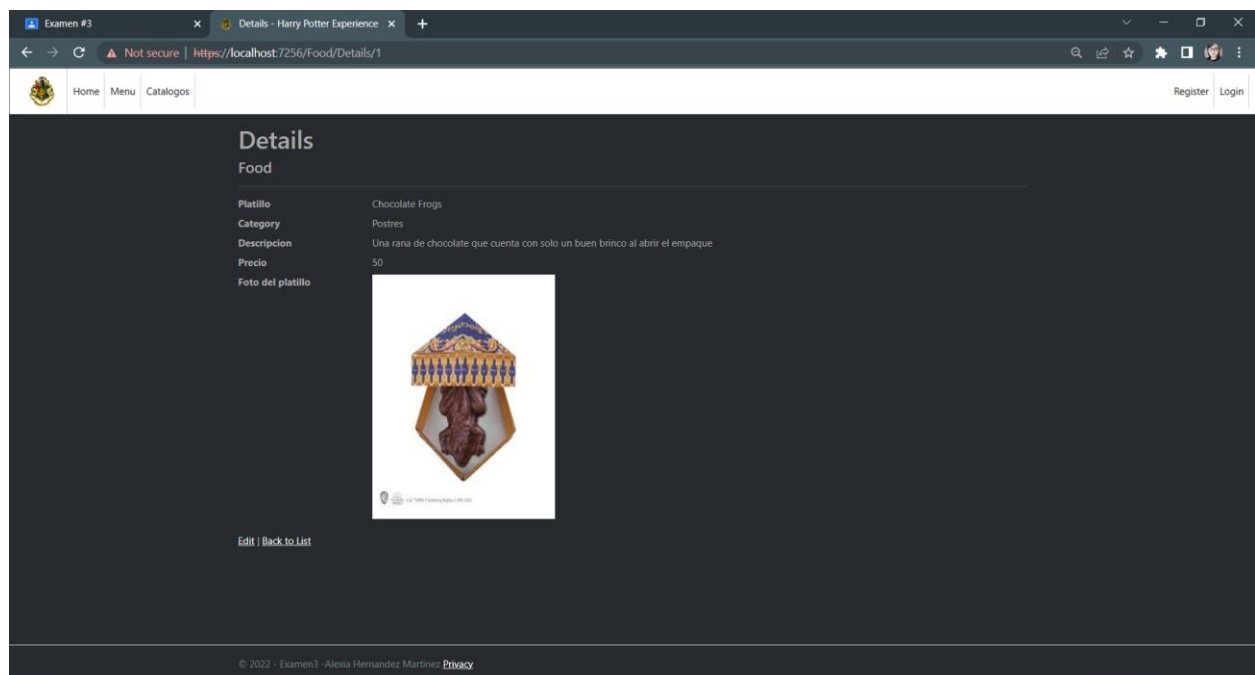 Examen #3
Details - Harry Potter Experience
Not secure | https://localhost:7256/Food/Details/1
Home Menu Catalogos Register Login
Details
Food
Platillo Chocolate Frogs
Category Postres
Descripcion Una rana de chocolate que cuenta con solo un buen brinco al abrir el empaque
Precio 50
Foto del platillo
Edit | Back to List
© 2022 - Examen3 -Alexia Hernandez Martinez Privacy